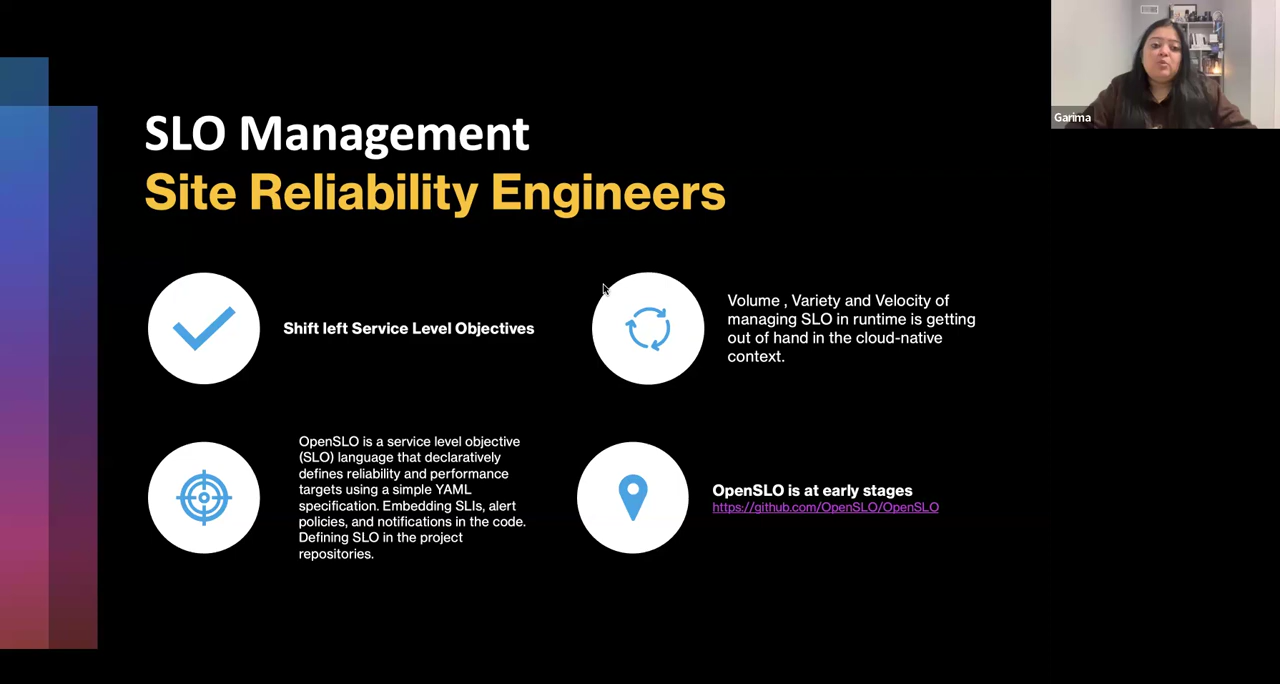 Garima
SLO Management
Site Reliability Engineers
Shift left Service Level Objectives
Volume , Variety and Velocity of
managing SLO in runtime is getting
out of hand in the cloud-native
context.
OpenSLO is a service level objective
(SLO) language that declaratively
defines reliability and performance
targets using a simple YAML
specification. Embedding SLIs, alert
policies, and notifications in the code.
Defining SLO in the project
repositories.
OpenSLO is at early stages
https://github.com/OpenSLO/OpenSLO